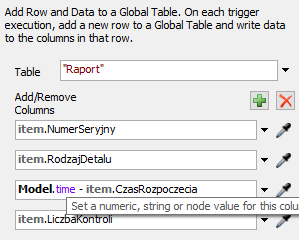 Add Row and Data to a Global Table. On each trigger
execution, add a new row to a Global Table and write data
to the columns in that row.
Table "Raport"
Add/Remove
Columns
item.NumerSeryjny
item.RodzajDetalu
Model.time - item.CzasRozpoczecia
Set a numeric, string or node value for this colu
item.LiczbaKontroli